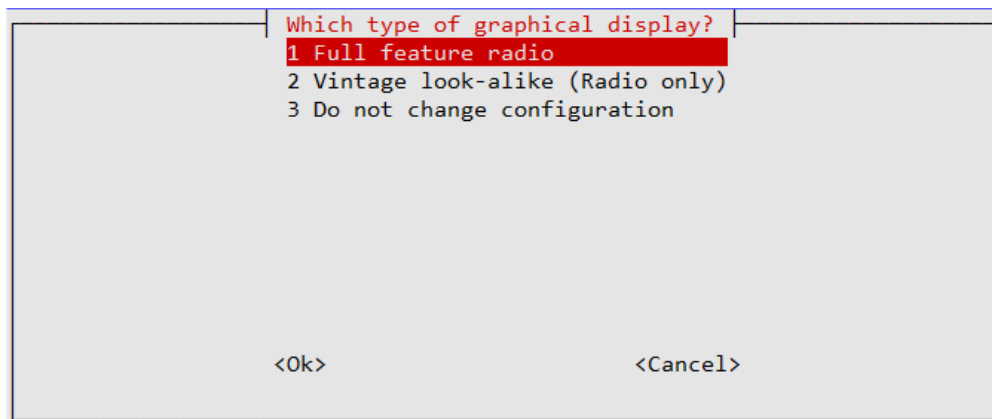 Which type of graphical display?
1 Full feature radio
2 Vintage look-alike (Radio only)
3 Do not change configuration
<Ok> <Cancel>